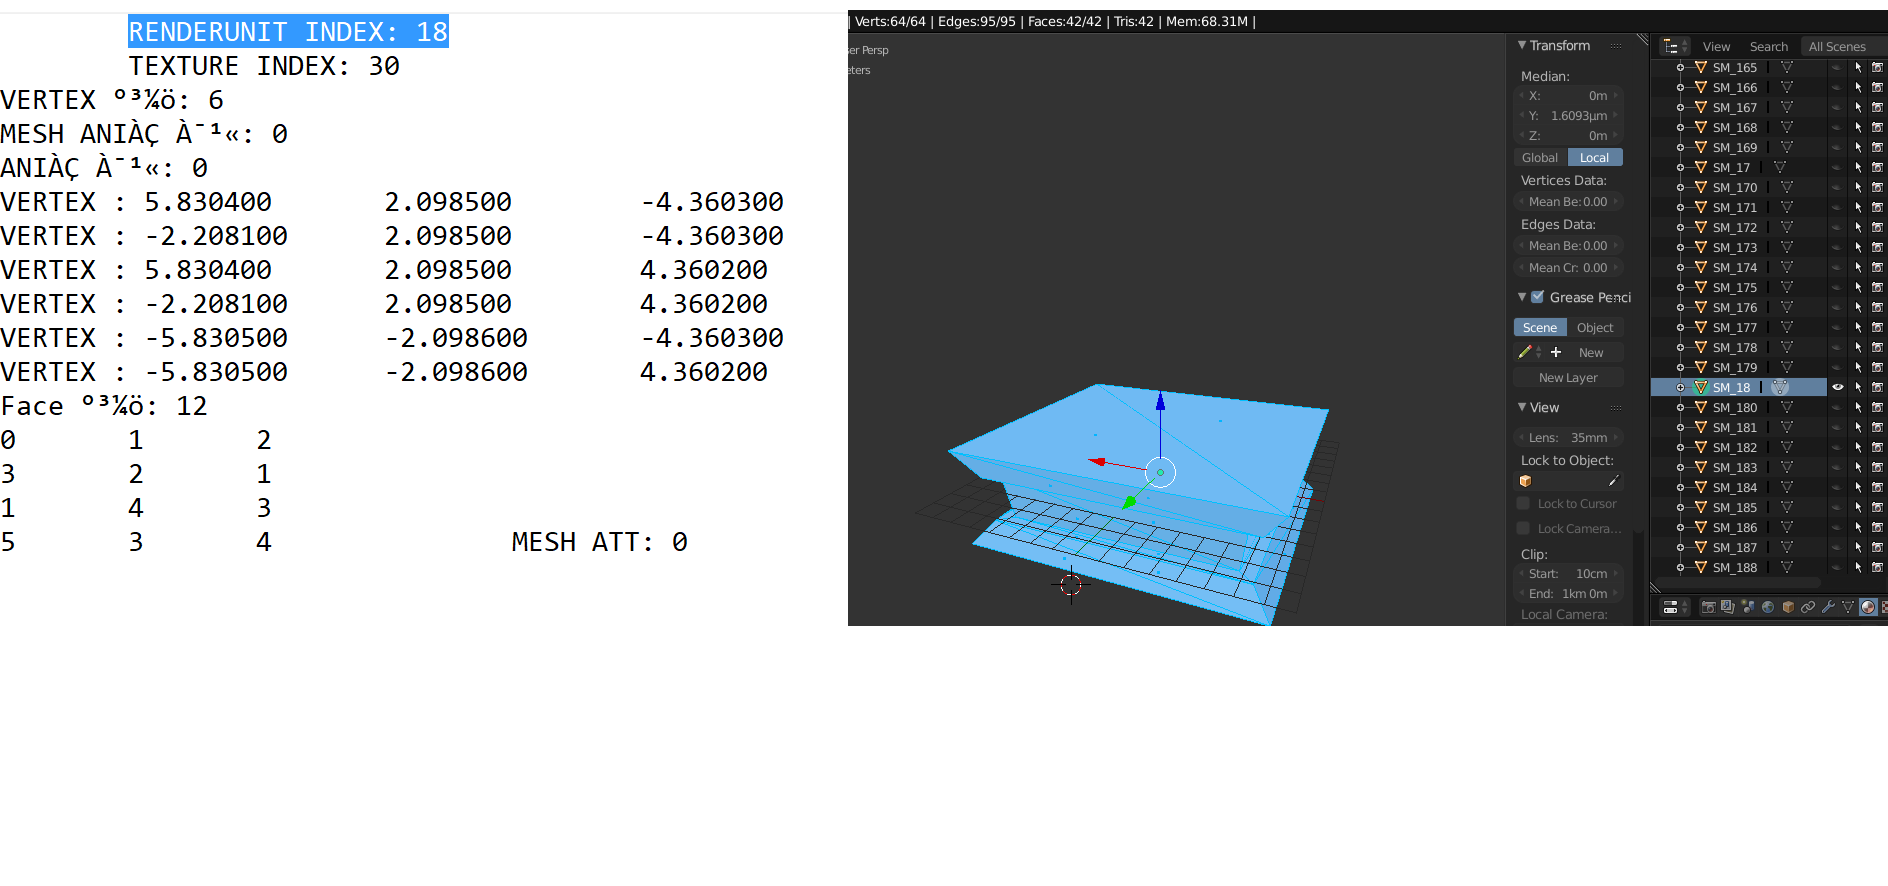 RENDERUNIT INDEX: 18
TEXTURE INDEX: 30
VERTEX º³¼ö: 6
MESH ANIÀÇ À¯¹«: 0
ANIÀÇ À¯¹«: 0
VERTEX : 5.830400 2.098500 -4.360300
VERTEX : -2.208100 2.098500 -4.360300
VERTEX : 5.830400 2.098500 4.360200
VERTEX : -2.208100 2.098500 4.360200
VERTEX : -5.830500 -2.098600 -4.360300
VERTEX : -5.830500 -2.098600 4.360200
Face º³¼ö: 12
0 1 2
3 2 1
1 4 3
5 3 4 MESH ATT: 0
| Verts:64/64 | Edges:95/95 | Faces:42/42 | Tris:42 | Mem:68.31M |
ser Persp
eters
Transform
Median:
X: 0m
Y: 1.6093µm
Z: 0m
Global Local
Vertices Data:
Mean Be: 0.00
Edges Data:
Mean Be: 0.00
Mean Cr: 0.00
Grease Penci
Scene Object
New
New Layer
View
Lens: 35mm
Lock to Object:
Lock to Cursor
Lock Camera...
Clip:
Start: 10cm
End: 1km 0m
Local Camera:
View Search All Scenes
SM_165
SM_166
SM_167
SM_168
SM_169
SM_17
SM_170
SM_171
SM_172
SM_173
SM_174
SM_175
SM_176
SM_177
SM_178
SM_179
SM_18
SM_180
SM_181
SM_182
SM_183
SM_184
SM_185
SM_186
SM_187
SM_188